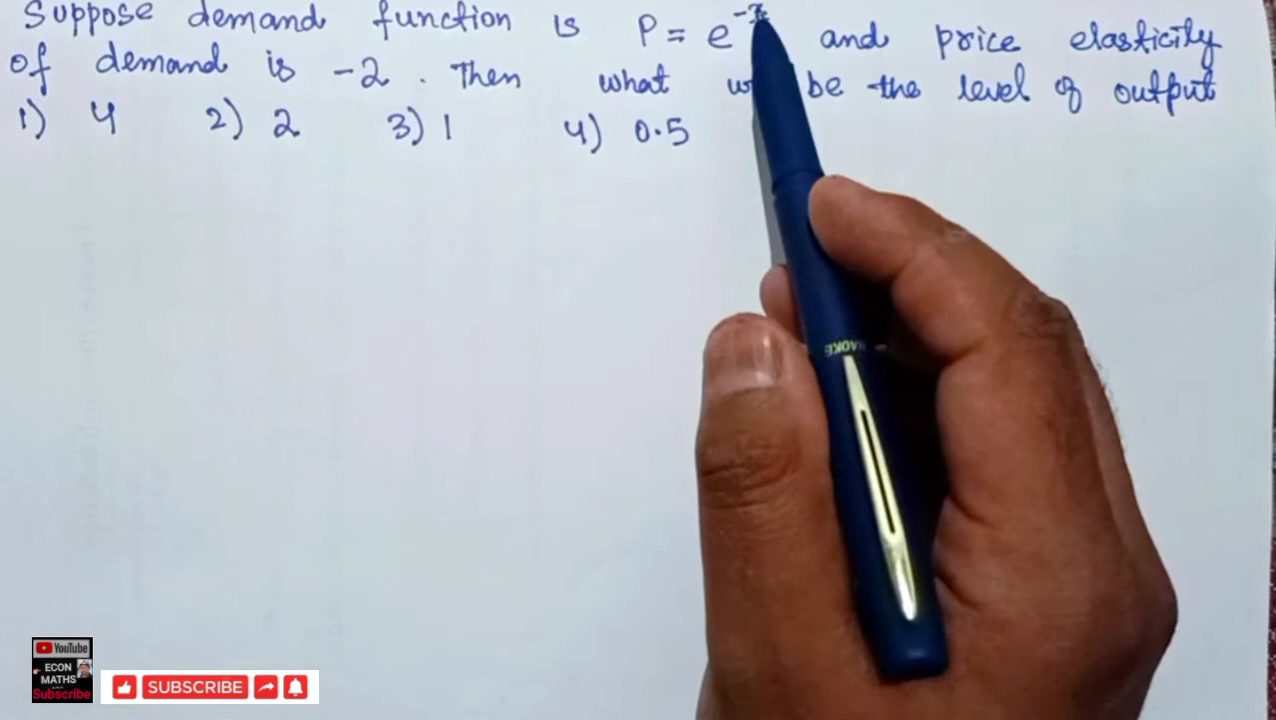 Suppose demand function is P = e and price elasticity
of demand is -2. Then what be the level of output
1) 4 2) 2 3) 1 4) 0.5
YouTube
ECON
MATHS
Subscribe
SUBSCRIBE